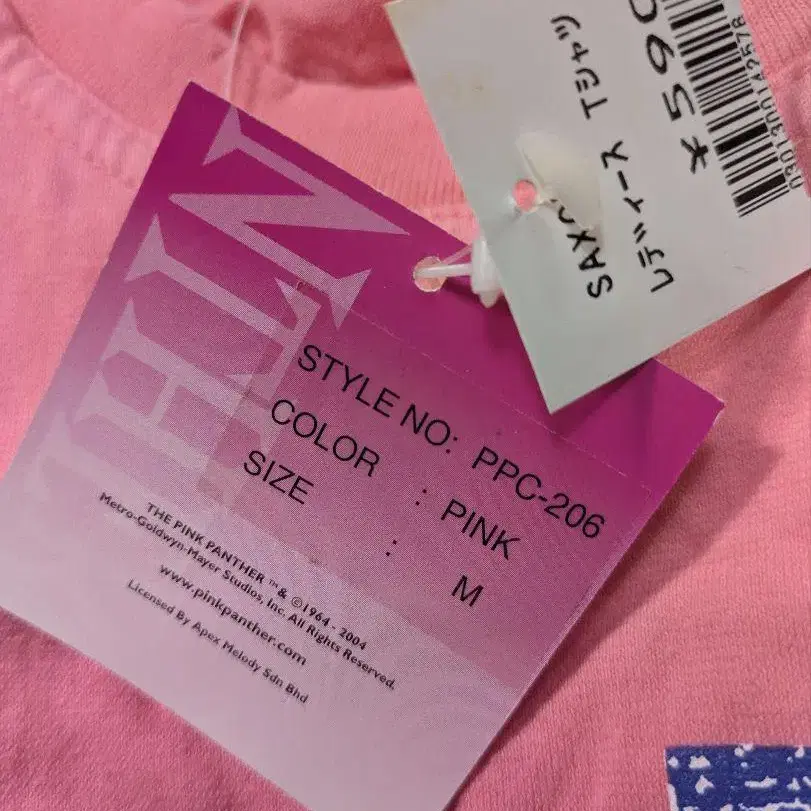 STYLE NO: PPC-206
COLOR : PINK
SIZE : M
THE PINK PANTHER ™ & ©1964 - 2004
Metro-Goldwyn-Mayer Studios, Inc. All Rights Reserved.
www.pinkpanther.com
Licensed By Apex Melody Sdn Bhd
レディース Tシャツ